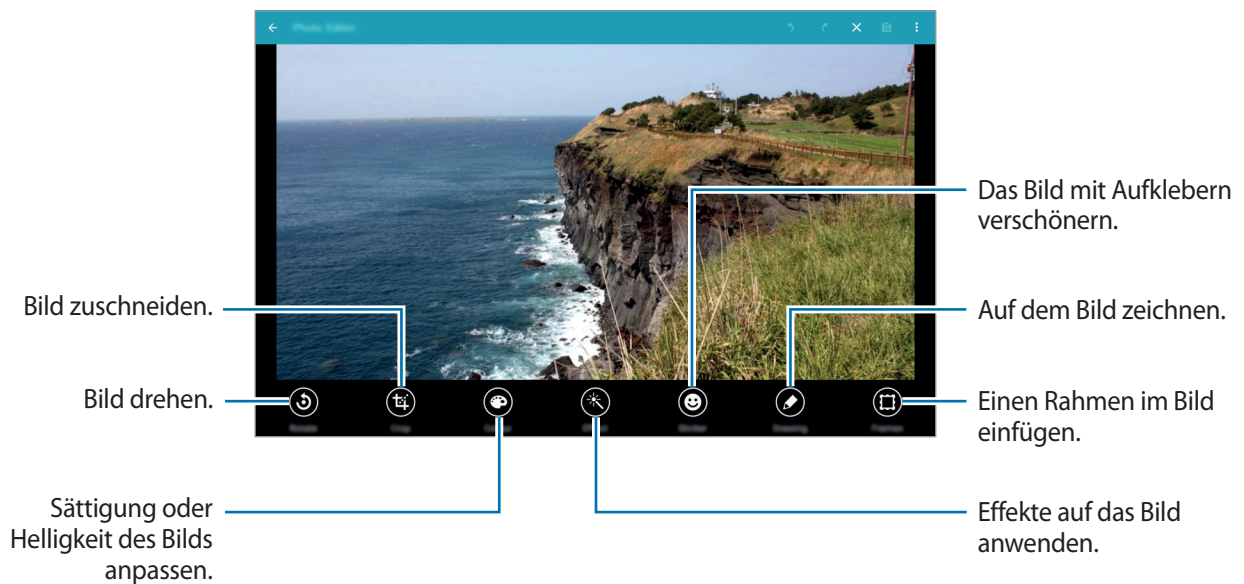 Das Bild mit Aufklebern
verschönern.
Bild zuschneiden.
Auf dem Bild zeichnen.
Bild drehen.
Einen Rahmen im Bild
einfügen.
Sättigung oder
Helligkeit des Bilds
anpassen.
Effekte auf das Bild
anwenden.